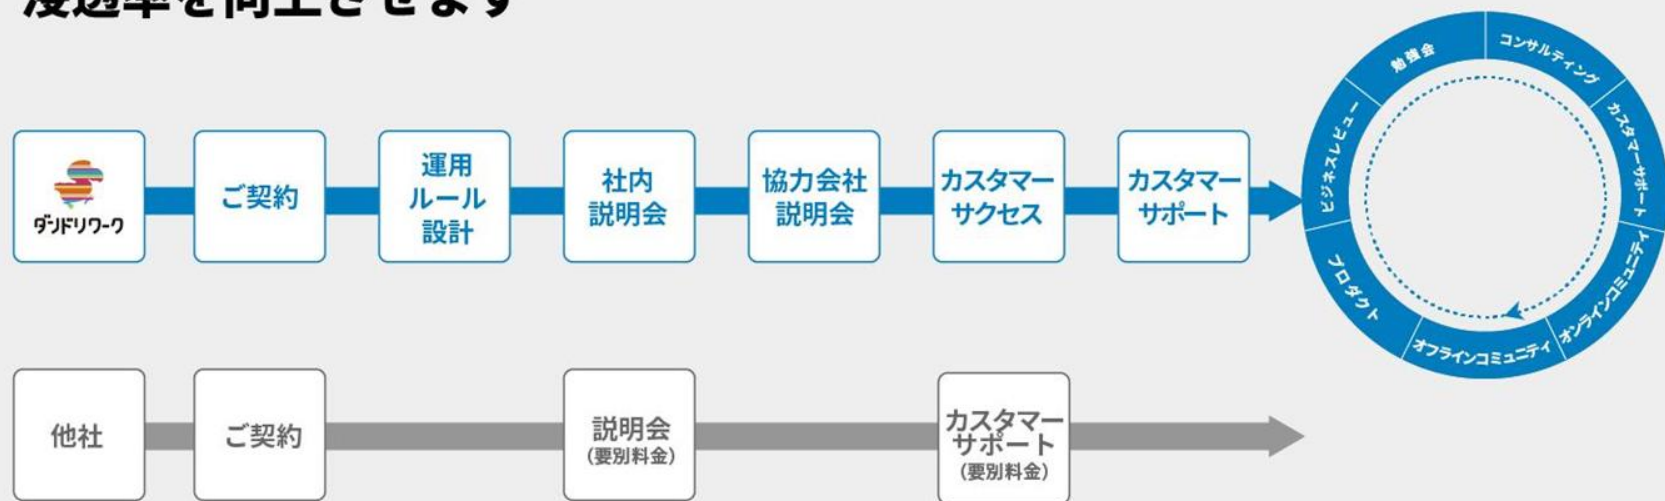 浸透率を向上させます
ダンドリワーク
ご契約
運用
ルール
設計
社内
説明会
協力会社
説明会
カスタマー
サクセス
カスタマー
サポート
コンサルティング
カスタマーサポート
オンラインコミュニティ
オフラインコミュニティ
プロダクト
ビジネスレビュー
勉強会
他社
ご契約
説明会
(要別料金)
カスタマー
サポート
(要別料金)